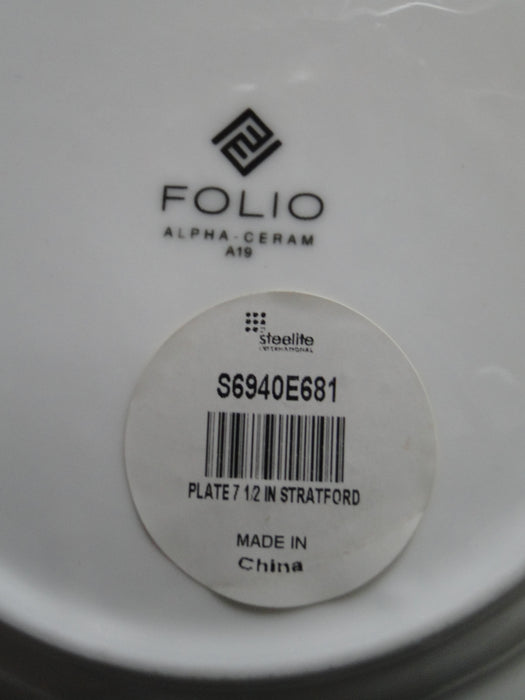 FOLIO
ALPHA-CERAM
A19
steelite
INTERNATIONAL
S6940E681
PLATE 7 1/2 IN STRATFORD
MADE IN
China